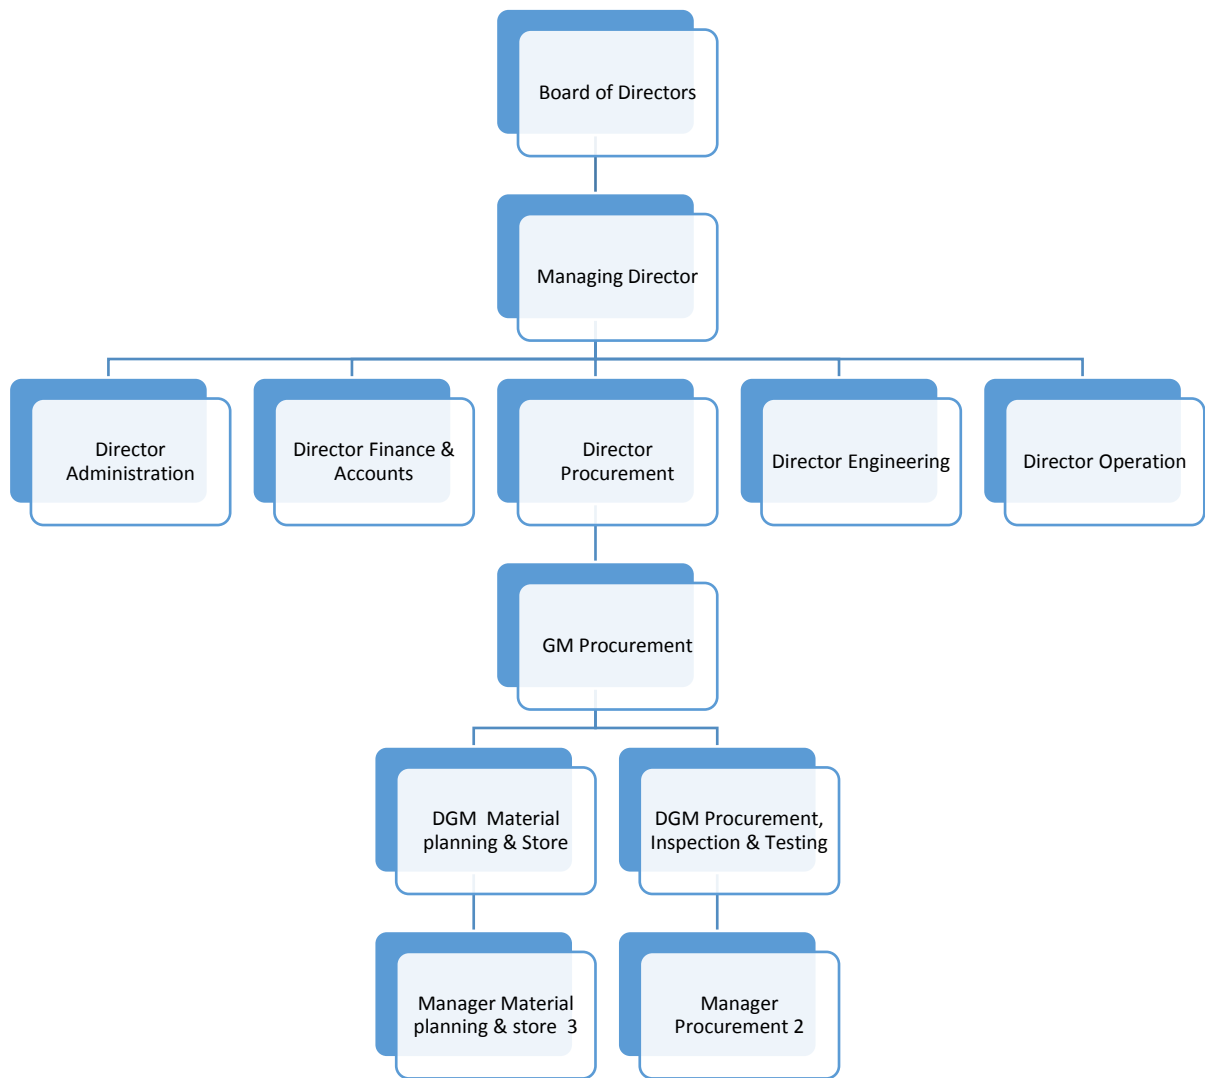 Board of Directors
Managing Director
Director
Administration
Director Finance &
Accounts
Director
Procurement
Director Engineering
Director Operation
GM Procurement
DGM  Material
planning & Store
DGM Procurement,
Inspection & Testing
Manager Material
planning & store  3
Manager
Procurement 2